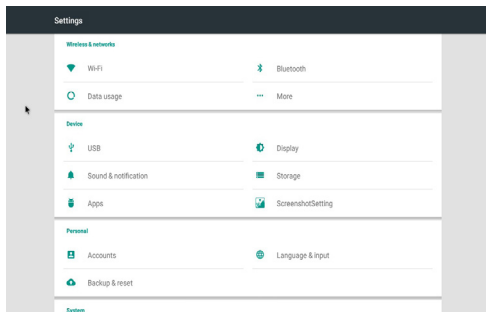 Settings
Wireless & networks
Wi-Fi
Bluetooth
Data usage
More
Device
USB
Display
Sound & notification
Storage
Apps
ScreenshotSetting
Personal
Accounts
Language & input
Backup & reset
System